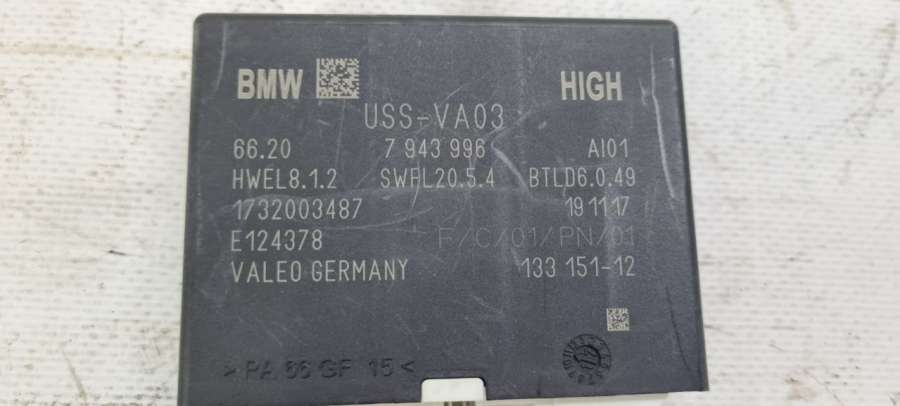 BMW HIGH
USS-VA03
66.20 7 943 996 AI01
HWEL8.1.2 SWFL20.5.4 BTLD6.0.49
1732003487 19 11 17
E124378 F/C/01/PN/01
VALEO GERMANY 133 151-12
>PA 66 GF 15<